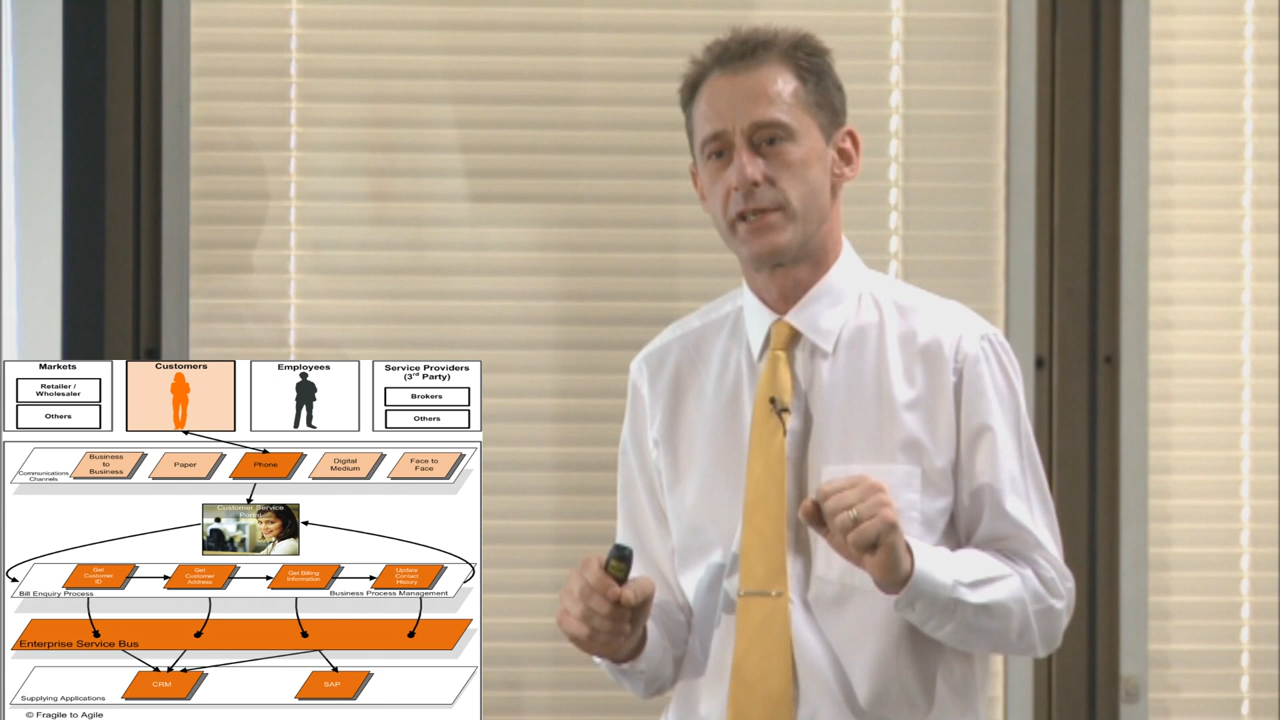 Markets
Retailer /
Wholesaler
Others
Customers
Employees
Service Providers
(3rd Party)
Brokers
Others
Communications
Channels
Business
to
Business
Paper
Phone
Digital
Medium
Face to
Face
Customer Service
Portal
Get
Customer
ID
Get
Customer
Address
Get Billing
Information
Update
Contact
History
Bill Enquiry Process
Business Process Management
Enterprise Service Bus
CRM
SAP
Supplying Applications
© Fragile to Agile